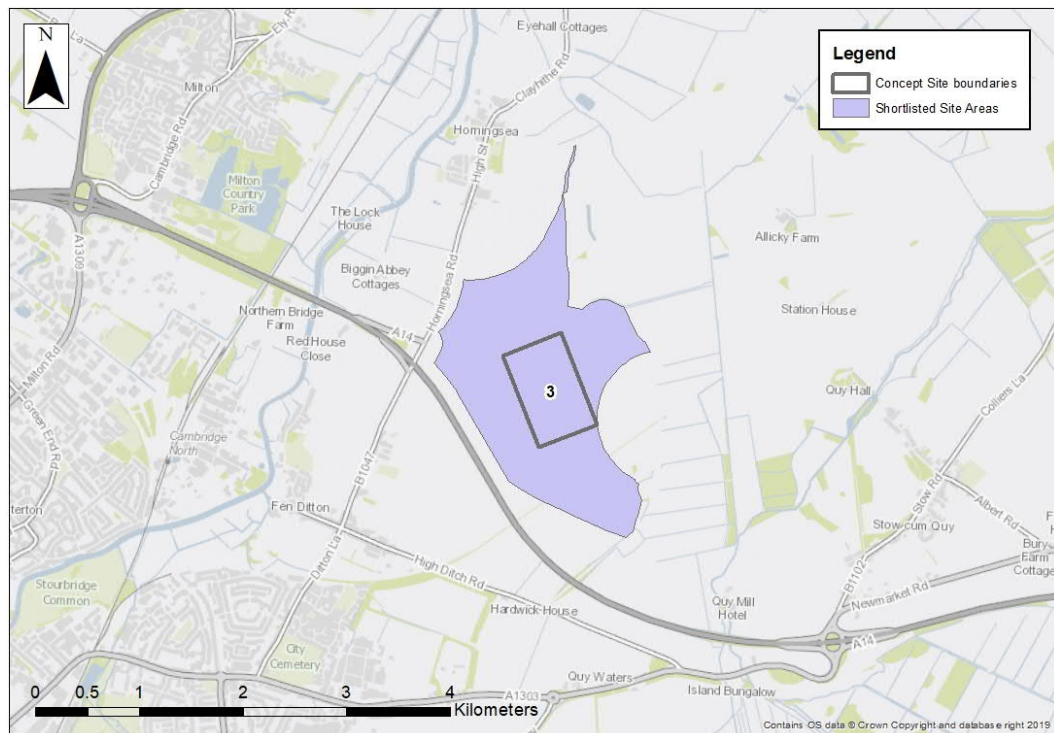 N
Legend
Concept Site boundaries
Shortlisted Site Areas
Eyehall Cottages
Clayhithe Rd
Milton
Cambridge Rd
Horningsea
High St
Milton
Country
Park
The Lock
House
A1309
Allicky Farm
Biggin Abbey
Cottages
Horningsea Rd
Station House
Northern Bridge
Farm
A14
Red House
Close
Milton Rd
3
Quy Hall
Colliers La
Green End Rd
Cambridge
North
B1047
Stow Rd
Albert Rd
Fen Ditton
Stow cum Quy
Ditton La
High Ditch Rd
Bury
Farm
Cottage
B1102
Newmarket Rd
Stourbridge
Common
Hardwick House
Quy Mill
Hotel
A14
City
Cemetery
Quy Waters
Island Bungalow
A1303
0 0.5 1 2 3 4
Kilometers
Contains OS data © Crown Copyright and database right 2019